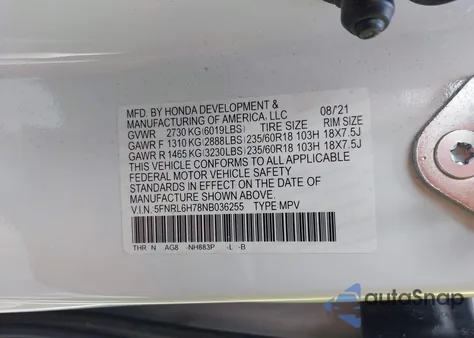 MFD. BY HONDA DEVELOPMENT &
MANUFACTURING OF AMERICA, LLC 08/'21
GVWR 2730 KG(6019LBS) TIRE SIZE RIM SIZE
GAWR F 1310 KG(2888LBS)235/60R18 103H 18X7.5J
GAWR R 1465 KG(3230LBS)235/60R18 103H 18X7.5J
THIS VEHICLE CONFORMS TO ALL APPLICABLE
FEDERAL MOTOR VEHICLE SAFETY
STANDARDS IN EFFECT ON THE DATE OF
MANUFACTURE SHOWN ABOVE.
V.I.N. 5FNRL6H78NB036255 TYPE MPV
THR N AG8 -NH883P -L -B
autoSnap